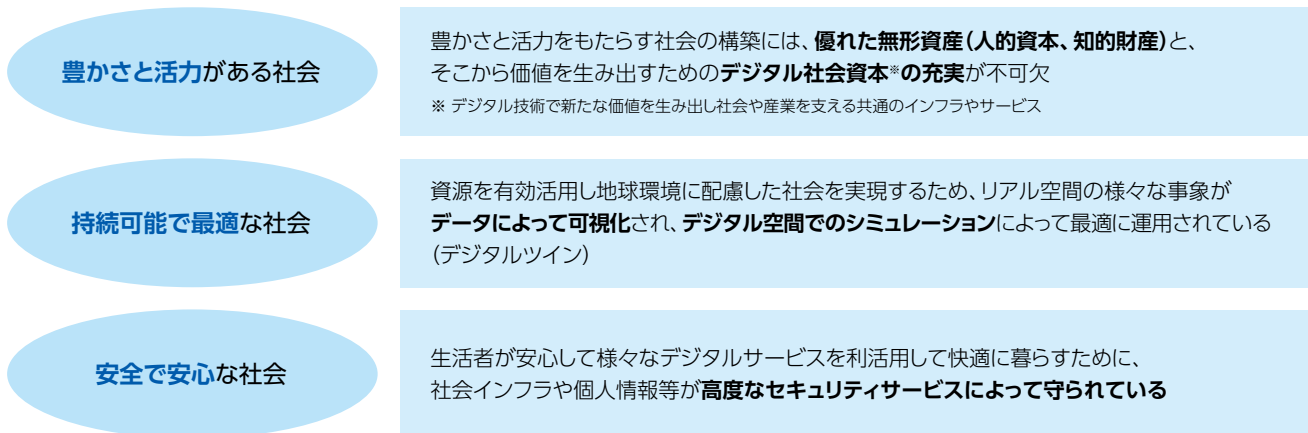 豊かさと活力がある社会
豊かさと活力をもたらす社会の構築には、優れた無形資産(人的資本、知的財産)と、
そこから価値を生み出すためのデジタル社会資本※の充実が不可欠
※ デジタル技術で新たな価値を生み出し社会や産業を支える共通のインフラやサービス
持続可能で最適な社会
資源を有効活用し地球環境に配慮した社会を実現するため、リアル空間の様々な事象が
データによって可視化され、デジタル空間でのシミュレーションによって最適に運用されている
(デジタルツイン)
安全で安心な社会
生活者が安心して様々なデジタルサービスを利活用して快適に暮らすために、
社会インフラや個人情報等が高度なセキュリティサービスによって守られている